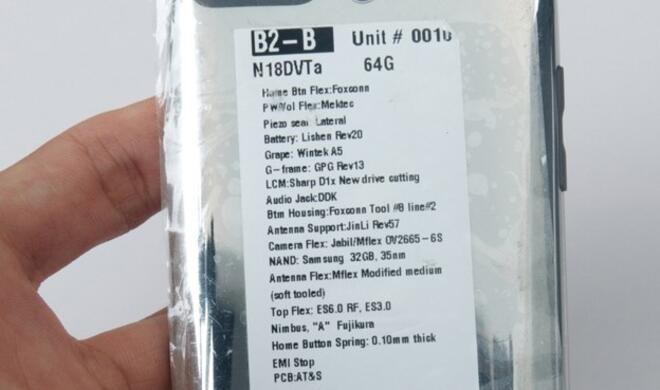 B2-B Unit # 0010
N18DVTa 64G
Home Btn Flex:Foxconn
PW/Vol Flex:Mektec
Piezo seal: Lateral
Battery: Lishen Rev20
Grape: Wintek A5
G-frame: GPG Rev13
LCM:Sharp D1x New drive cutting
Audio Jack:DDK
Btm Housing:Foxconn Tool #8 line#2
Antenna Support:JinLi Rev57
Camera Flex: Jabil/Mflex OV2665-6S
NAND: Samsung 32GB, 35nm
Antenna Flex:Mflex Modified medium
(soft tooled)
Top Flex: ES6.0 RF, ES3.0
Nimbus, "A" Fujikura
Home Button Spring: 0.10mm thick
EMI Stop
PCB:AT&S